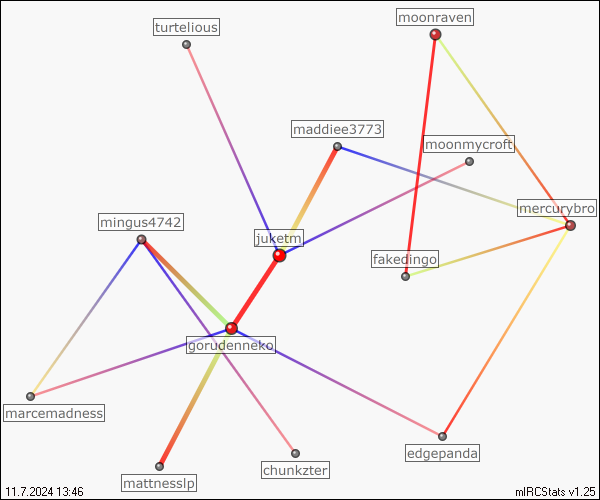 moonraven
turtelious
maddiee3773
moonmycroft
mercurybro
mingus4742
juketm
fakedingo
gorudenneko
marcemadness
edgepanda
chunkzter
mattnesslp
11.7.2024 13:46
mIRCStats v1.25